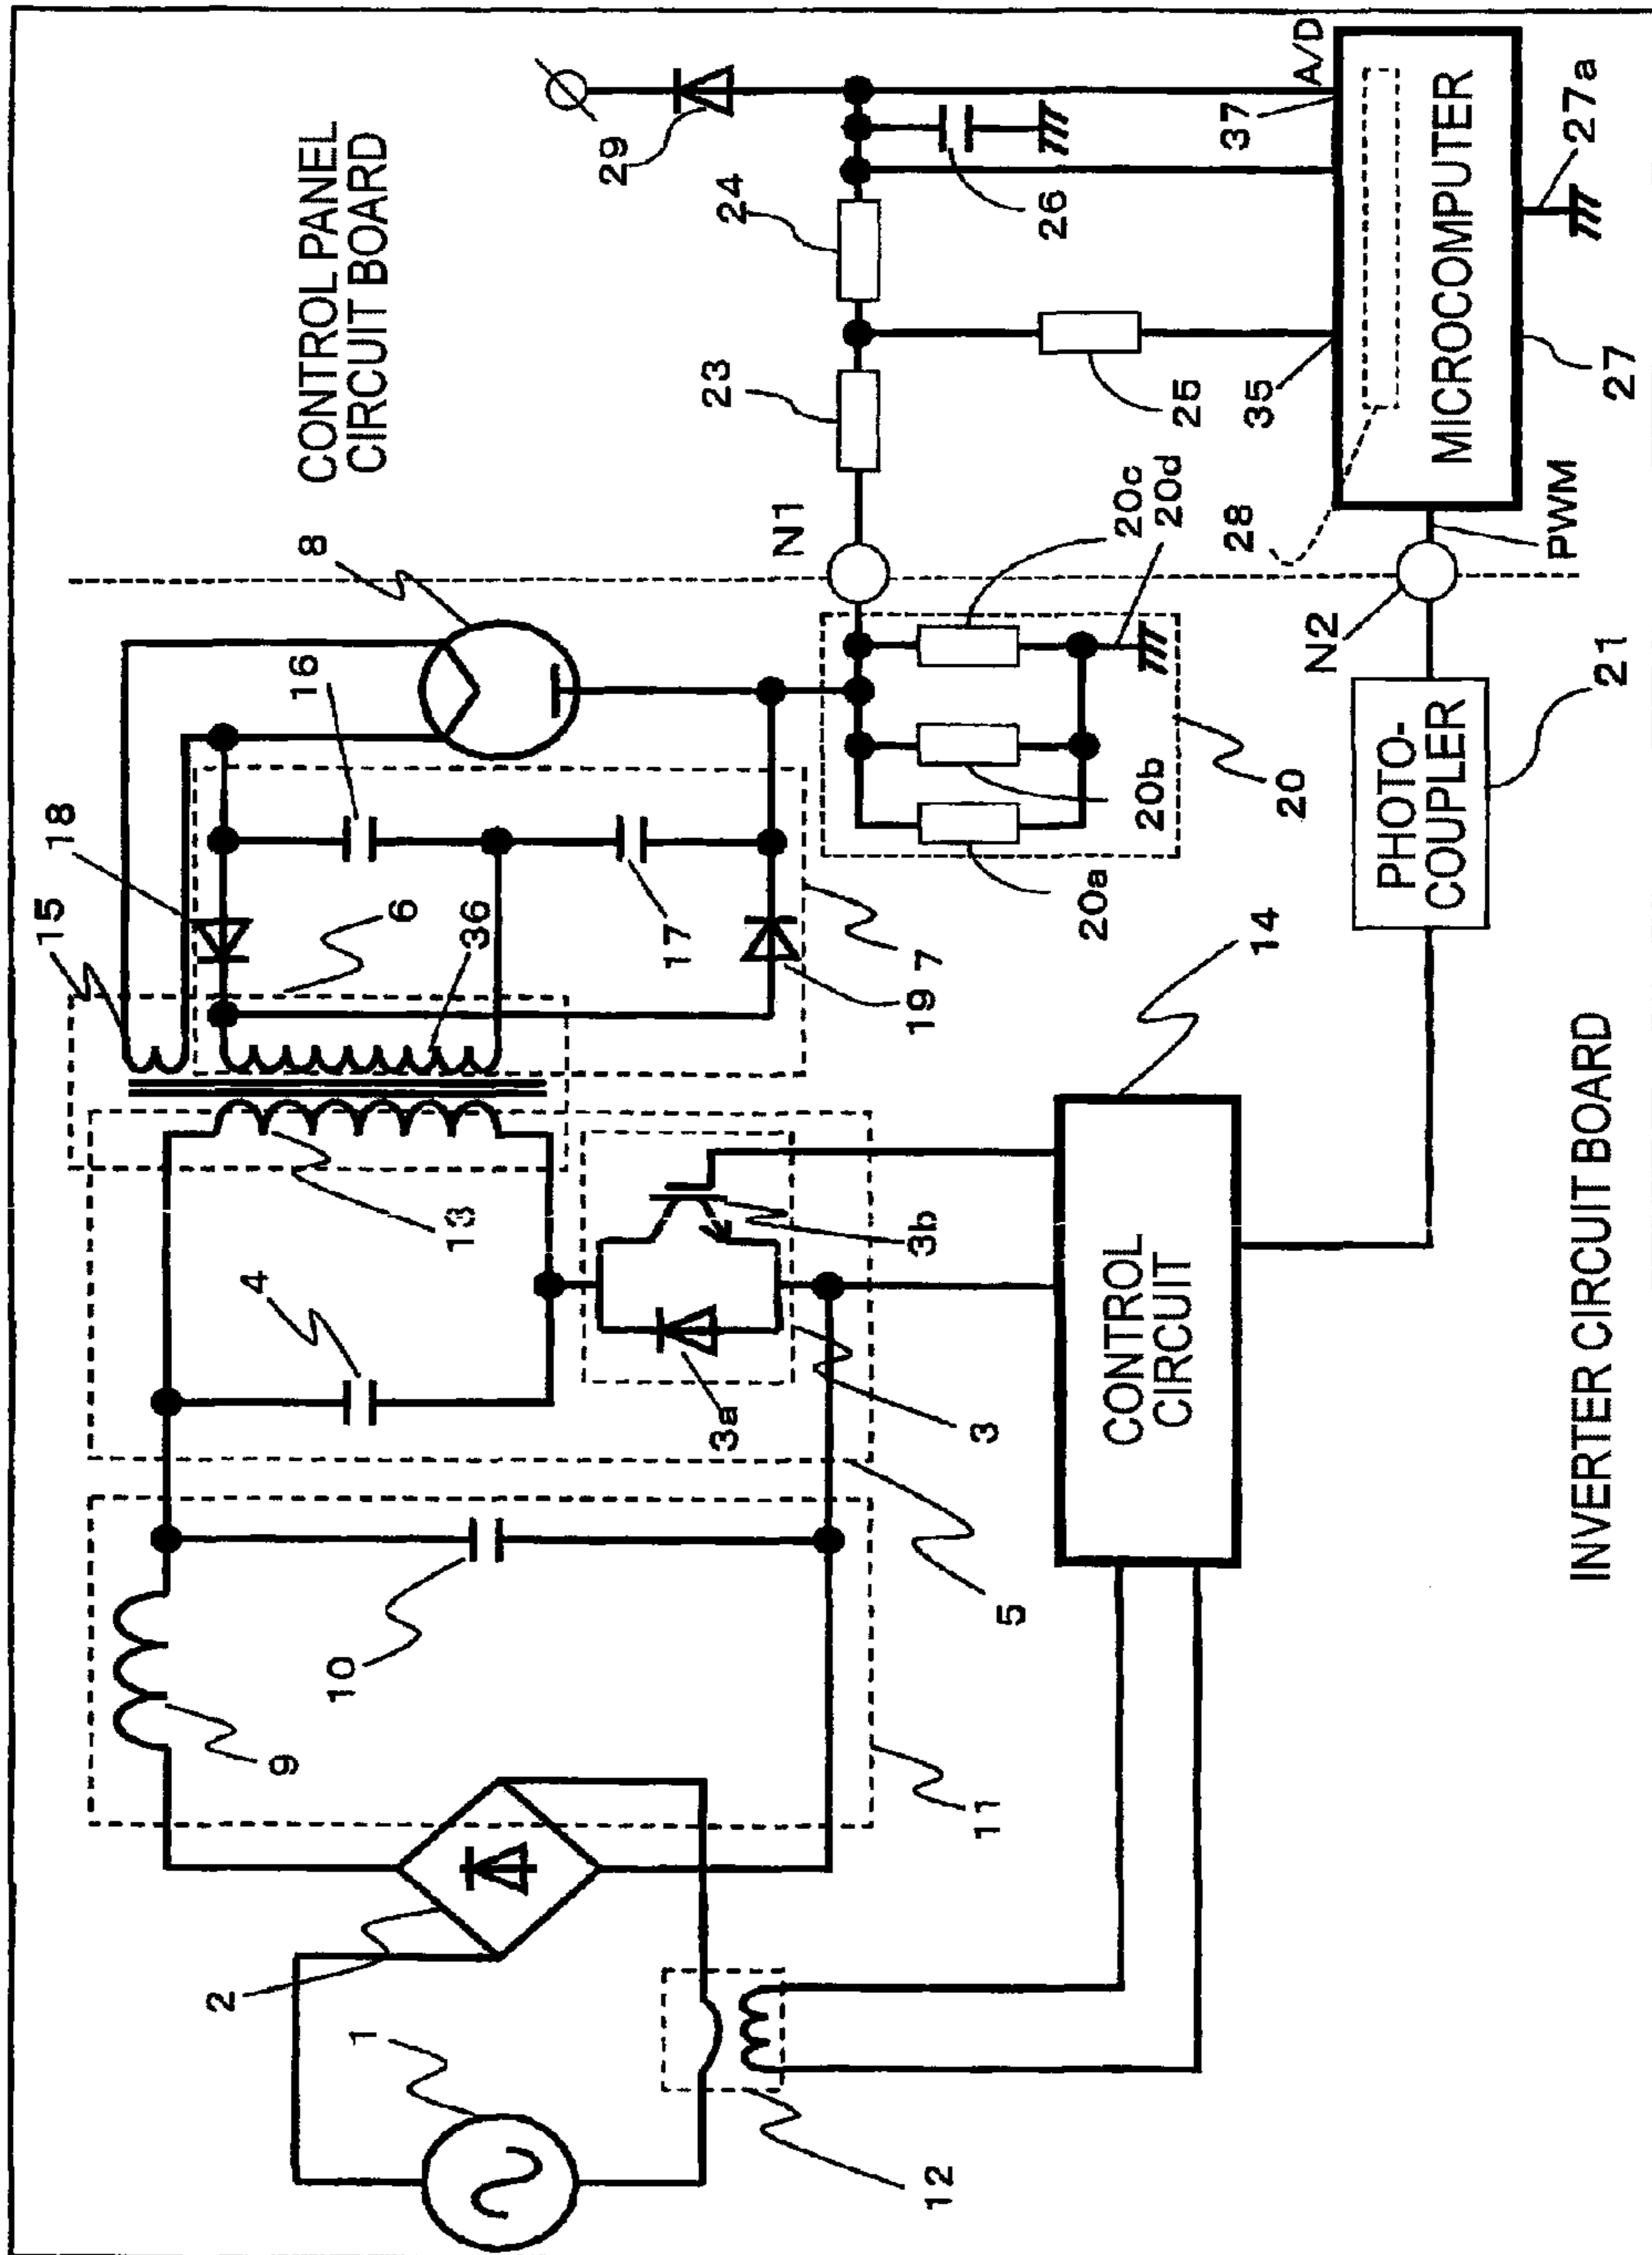 CONTROL PANEL
CIRCUIT BOARD
15
18
8
16
6
36
17
7
19
N1
23
24
29
26
25
35
37
A/D
MICROCOMPUTER
27a
27
28
PWM
N2
20c
20d
20b
20a
20
PHOTO-
COUPLER
21
14
CONTROL
CIRCUIT
13
4
3b
3a
3
5
10
9
11
2
1
12
INVERTER CIRCUIT BOARD